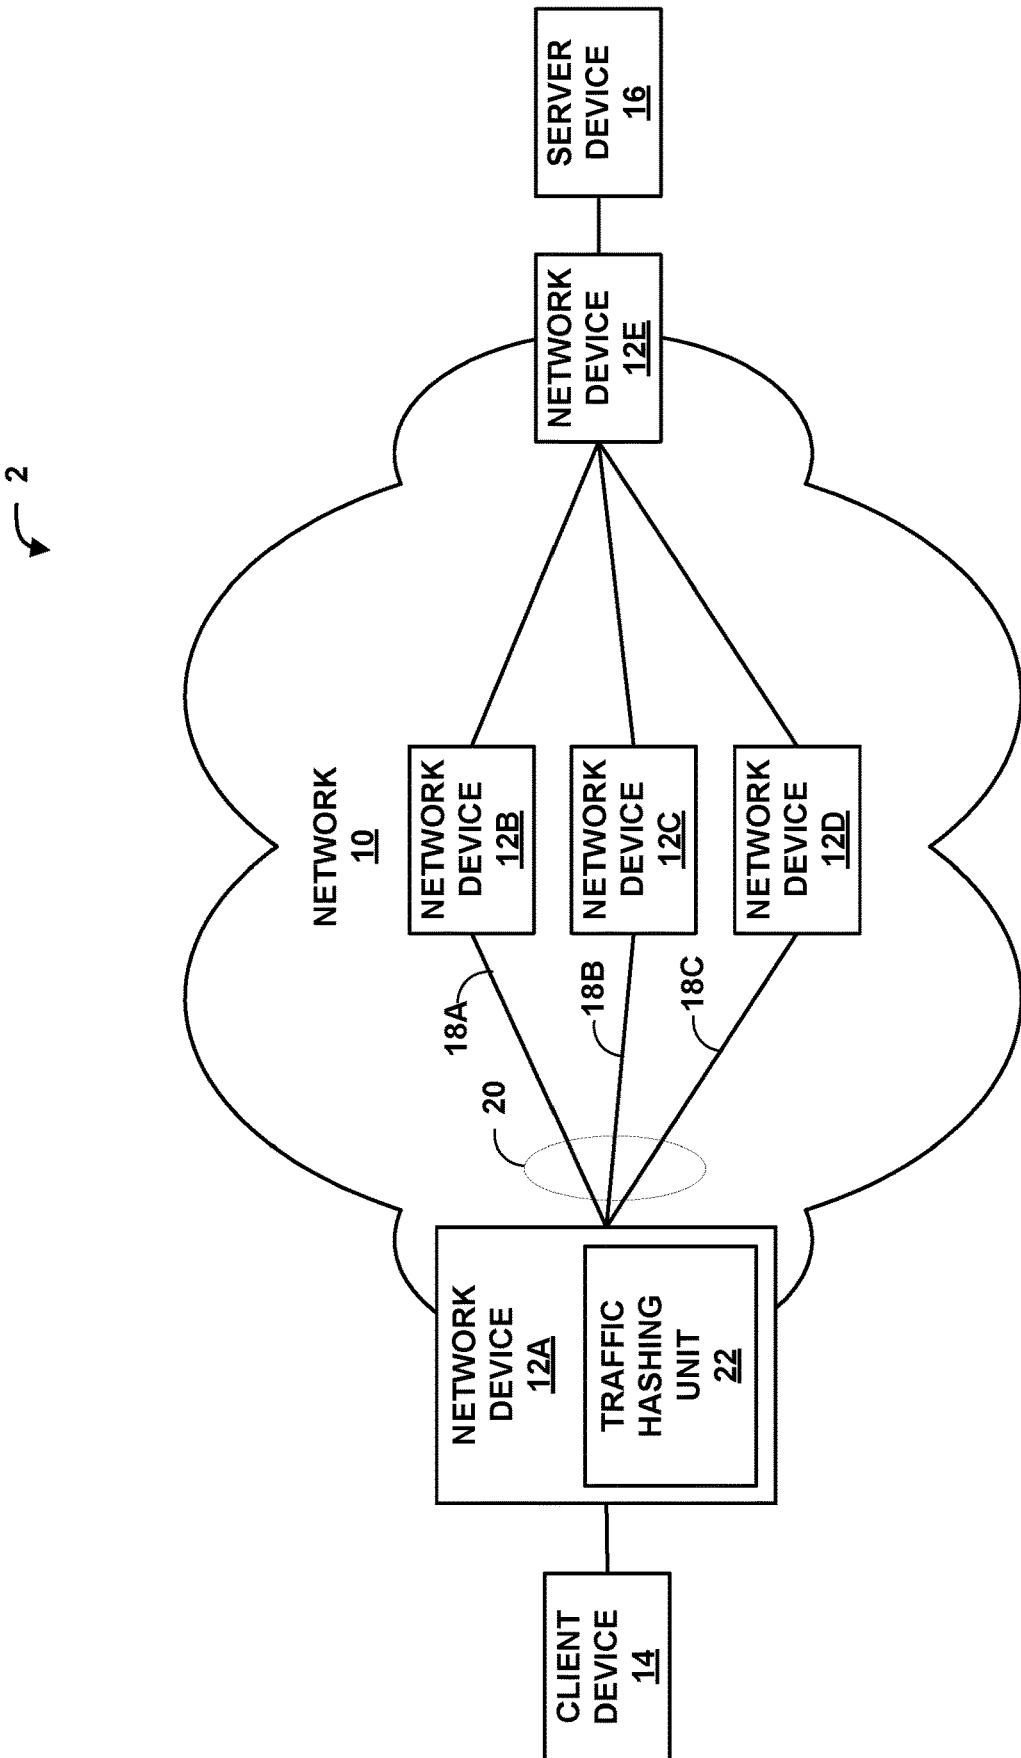 2
NETWORK
10
CLIENT
DEVICE
14
NETWORK
DEVICE
12A
TRAFFIC
HASHING
UNIT
22
20
18A
18B
18C
NETWORK
DEVICE
12B
NETWORK
DEVICE
12C
NETWORK
DEVICE
12D
NETWORK
DEVICE
12E
SERVER
DEVICE
16